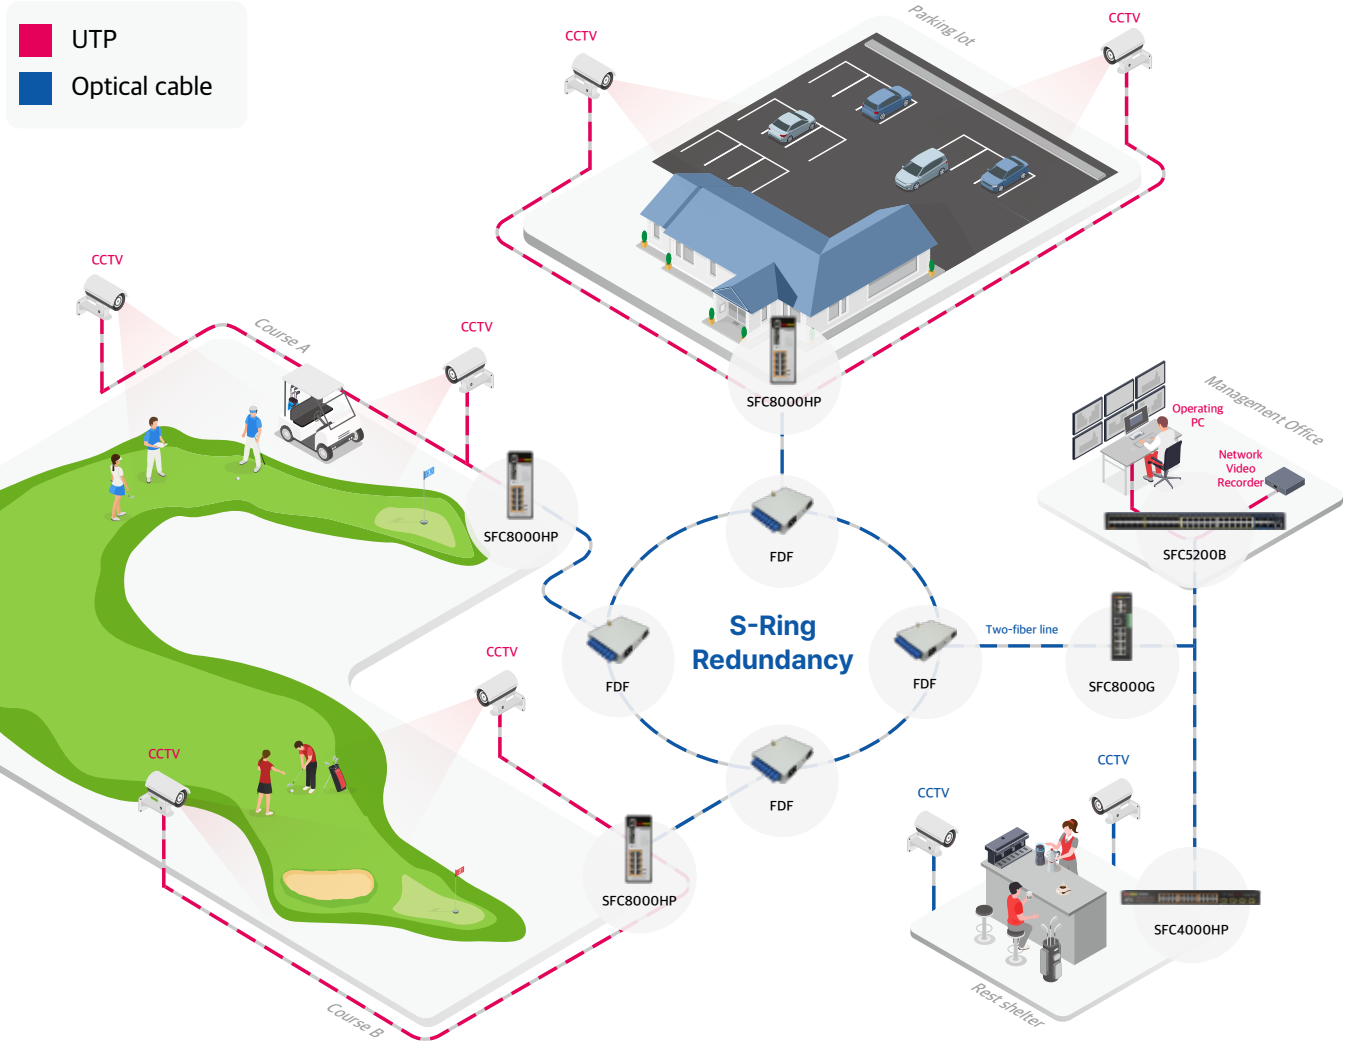 UTP
Optical cable
CCTV
Parking lot
CCTV
CCTV
Course A
CCTV
SFC8000HP
Management Office
Operating
PC
Network
Video
Recorder
SFC5200B
SFC8000HP
FDF
S-Ring
Redundancy
FDF
FDF
Two-fiber line
SFC8000G
CCTV
CCTV
FDF
CCTV
CCTV
SFC8000HP
SFC4000HP
Course B
Rest shelter